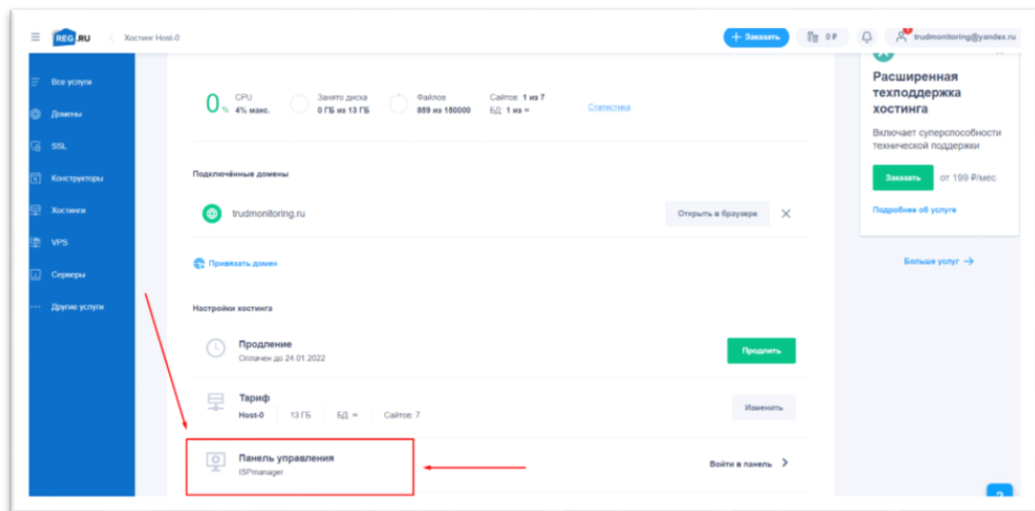 REG.RU
Хостинг Host-0
+ Заказать
0 ₽
trudmonitoring@yandex.ru
Все услуги
Домены
SSL
Конструкторы
Хостинги
VPS
Серверы
Другие услуги
0 %
CPU
4% макс.
Занято диска
0 ГБ из 13 ГБ
Файлов
859 из 150000
Сайтов: 1 из 7
БД: 1 из ∞
Статистика
Подключённые домены
trudmonitoring.ru
Открыть в браузере
Привязать домен
Настройки хостинга
Продление
Оплачен до 24.01.2022
Продлить
Тариф
Host-0
13 ГБ
БД: ∞
Сайтов: 7
Изменить
Панель управления
ISPmanager
Войти в панель
Расширенная
техподдержка
хостинга
Включает суперспособности
технической поддержки
Заказать
от 199 ₽/мес
Подробнее об услуге
Больше услуг →